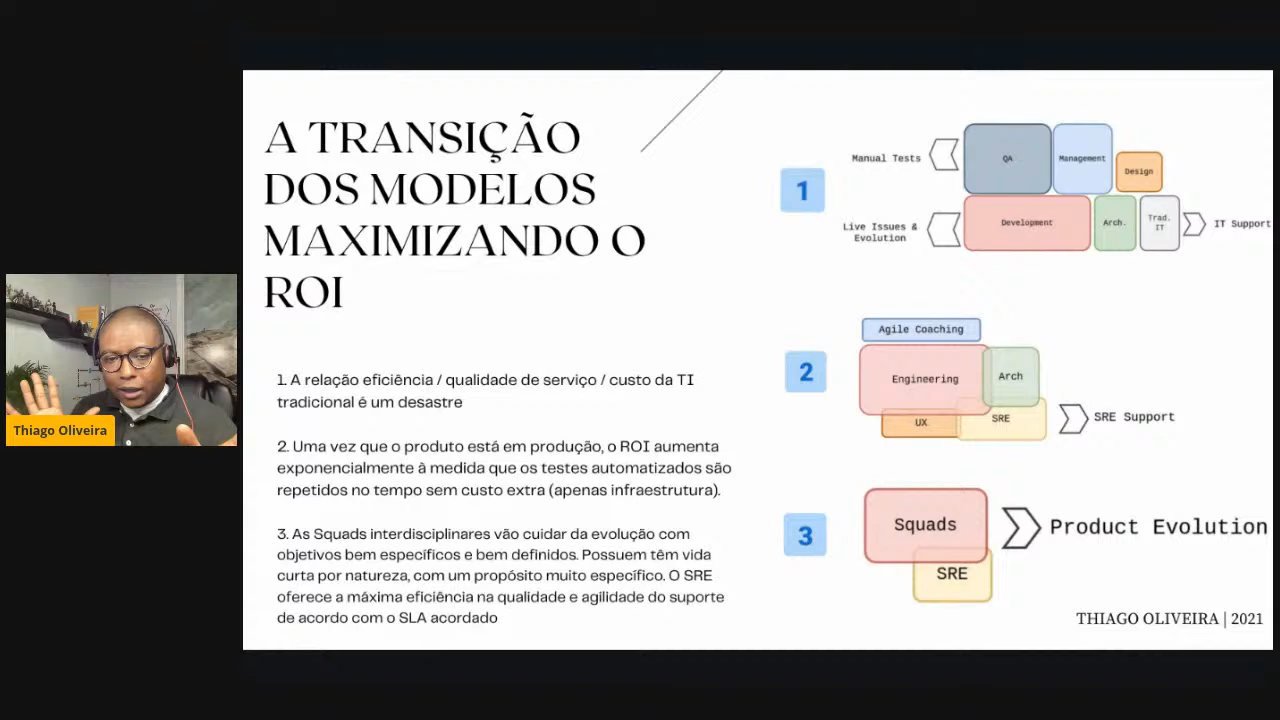 A TRANSIÇÃO
DOS MODELOS
MAXIMIZANDO O
ROI
1. A relação eficiência / qualidade de serviço / custo da TI
tradicional é um desastre
2. Uma vez que o produto está em produção, o ROI aumenta
exponencialmente à medida que os testes automatizados são
repetidos no tempo sem custo extra (apenas infraestrutura).
3. As Squads interdisciplinares vão cuidar da evolução com
objetivos bem específicos e bem definidos. Possuem têm vida
curta por natureza, com um propósito muito específico. O SRE
oferece a máxima eficiência na qualidade e agilidade do suporte
de acordo com o SLA acordado
1
Manual Tests
QA
Management
Design
Live Issues &
Evolution
Development
Arch.
Trad.
IT
IT Support
2
Agile Coaching
Engineering
Arch
UX
SRE
SRE Support
3
Squads
SRE
Product Evolution
THIAGO OLIVEIRA | 2021
Thiago Oliveira